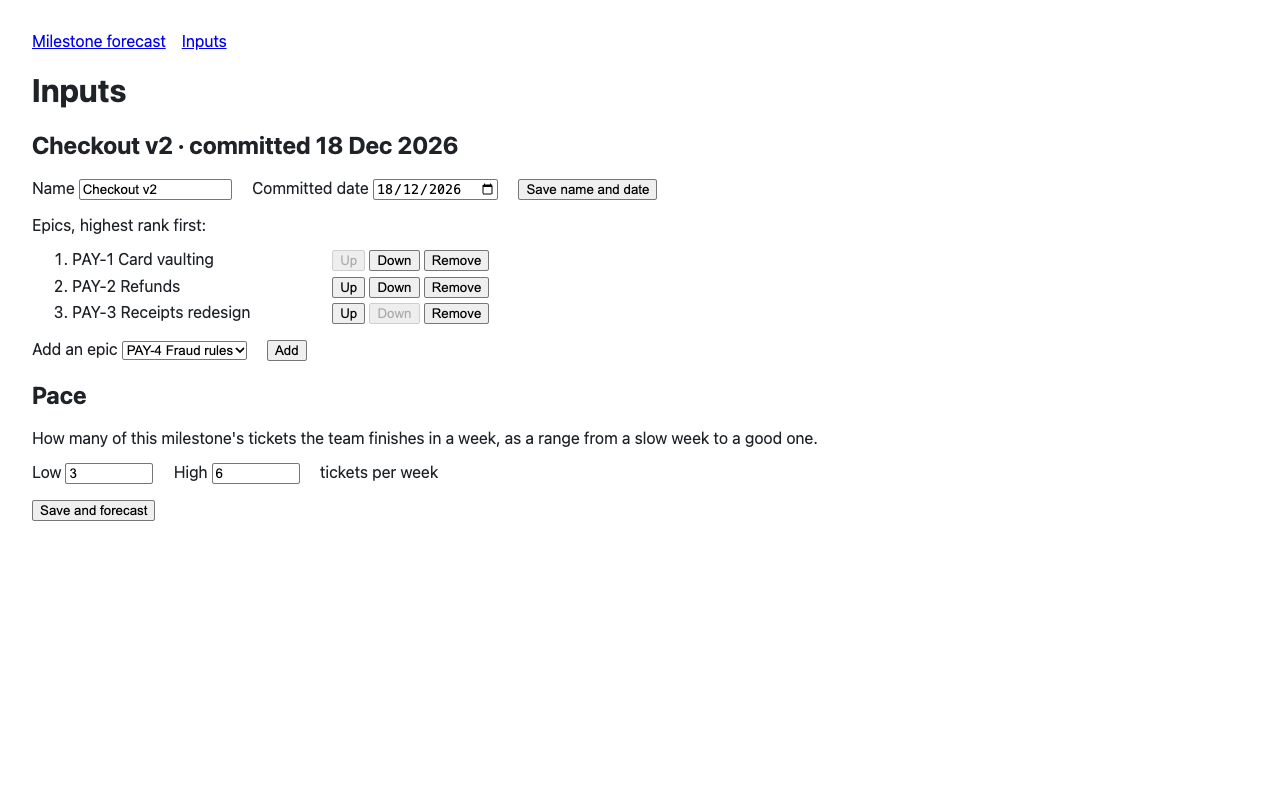 Milestone forecast Inputs
Inputs
Checkout v2 · committed 18 Dec 2026
Name Checkout v2 Committed date 18/12/2026 Save name and date
Epics, highest rank first:
1. PAY-1 Card vaulting Up Down Remove
2. PAY-2 Refunds Up Down Remove
3. PAY-3 Receipts redesign Up Down Remove
Add an epic PAY-4 Fraud rules Add
Pace
How many of this milestone's tickets the team finishes in a week, as a range from a slow week to a good one.
Low 3 High 6 tickets per week
Save and forecast